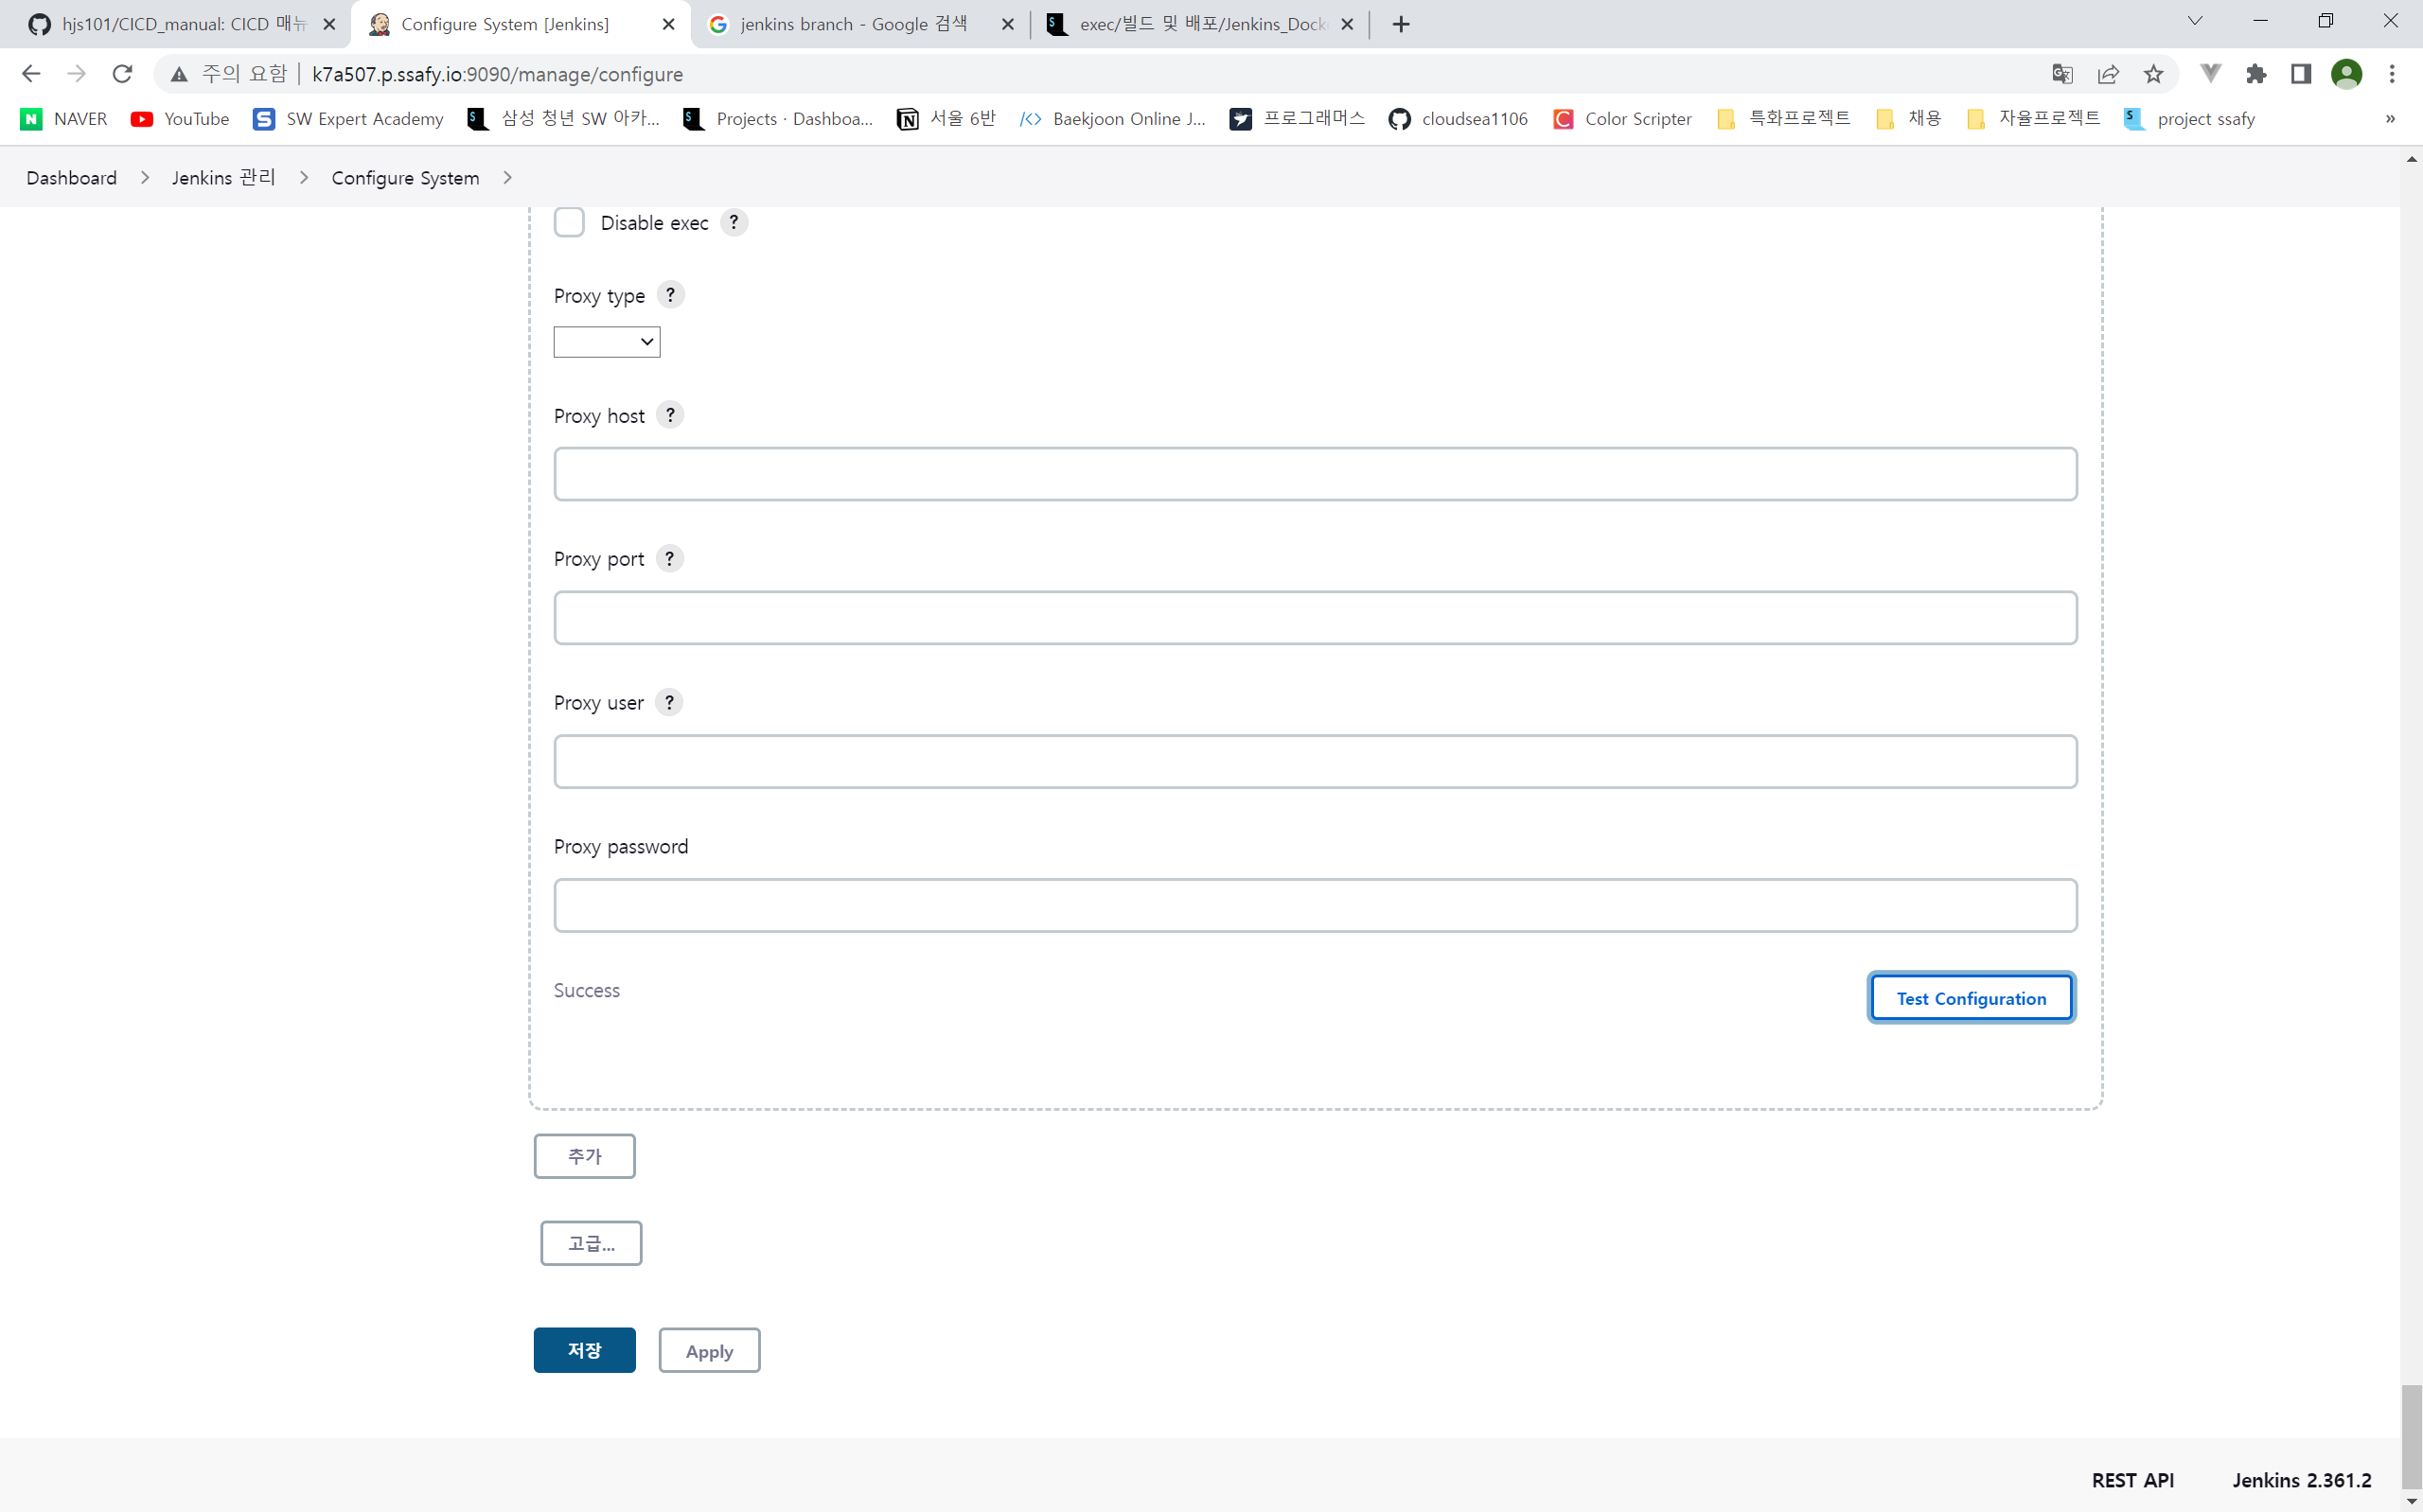 hjs101/CICD_manual: CICD 매뉴
Configure System [Jenkins]
jenkins branch - Google 검색
exec/빌드 및 배포/Jenkins_Dock
주의 요함
k7a507.p.ssafy.io:9090/manage/configure
NAVER
YouTube
SW Expert Academy
삼성 청년 SW 아카...
Projects · Dashboa...
서울 6반
Baekjoon Online J...
프로그래머스
cloudsea1106
Color Scripter
특화프로젝트
채용
자율프로젝트
project ssafy
»
Dashboard > Jenkins 관리 > Configure System >
Disable exec ?
Proxy type ?
Proxy host ?
Proxy port ?
Proxy user ?
Proxy password
Success
Test Configuration
추가
고급...
저장
Apply
REST API
Jenkins 2.361.2